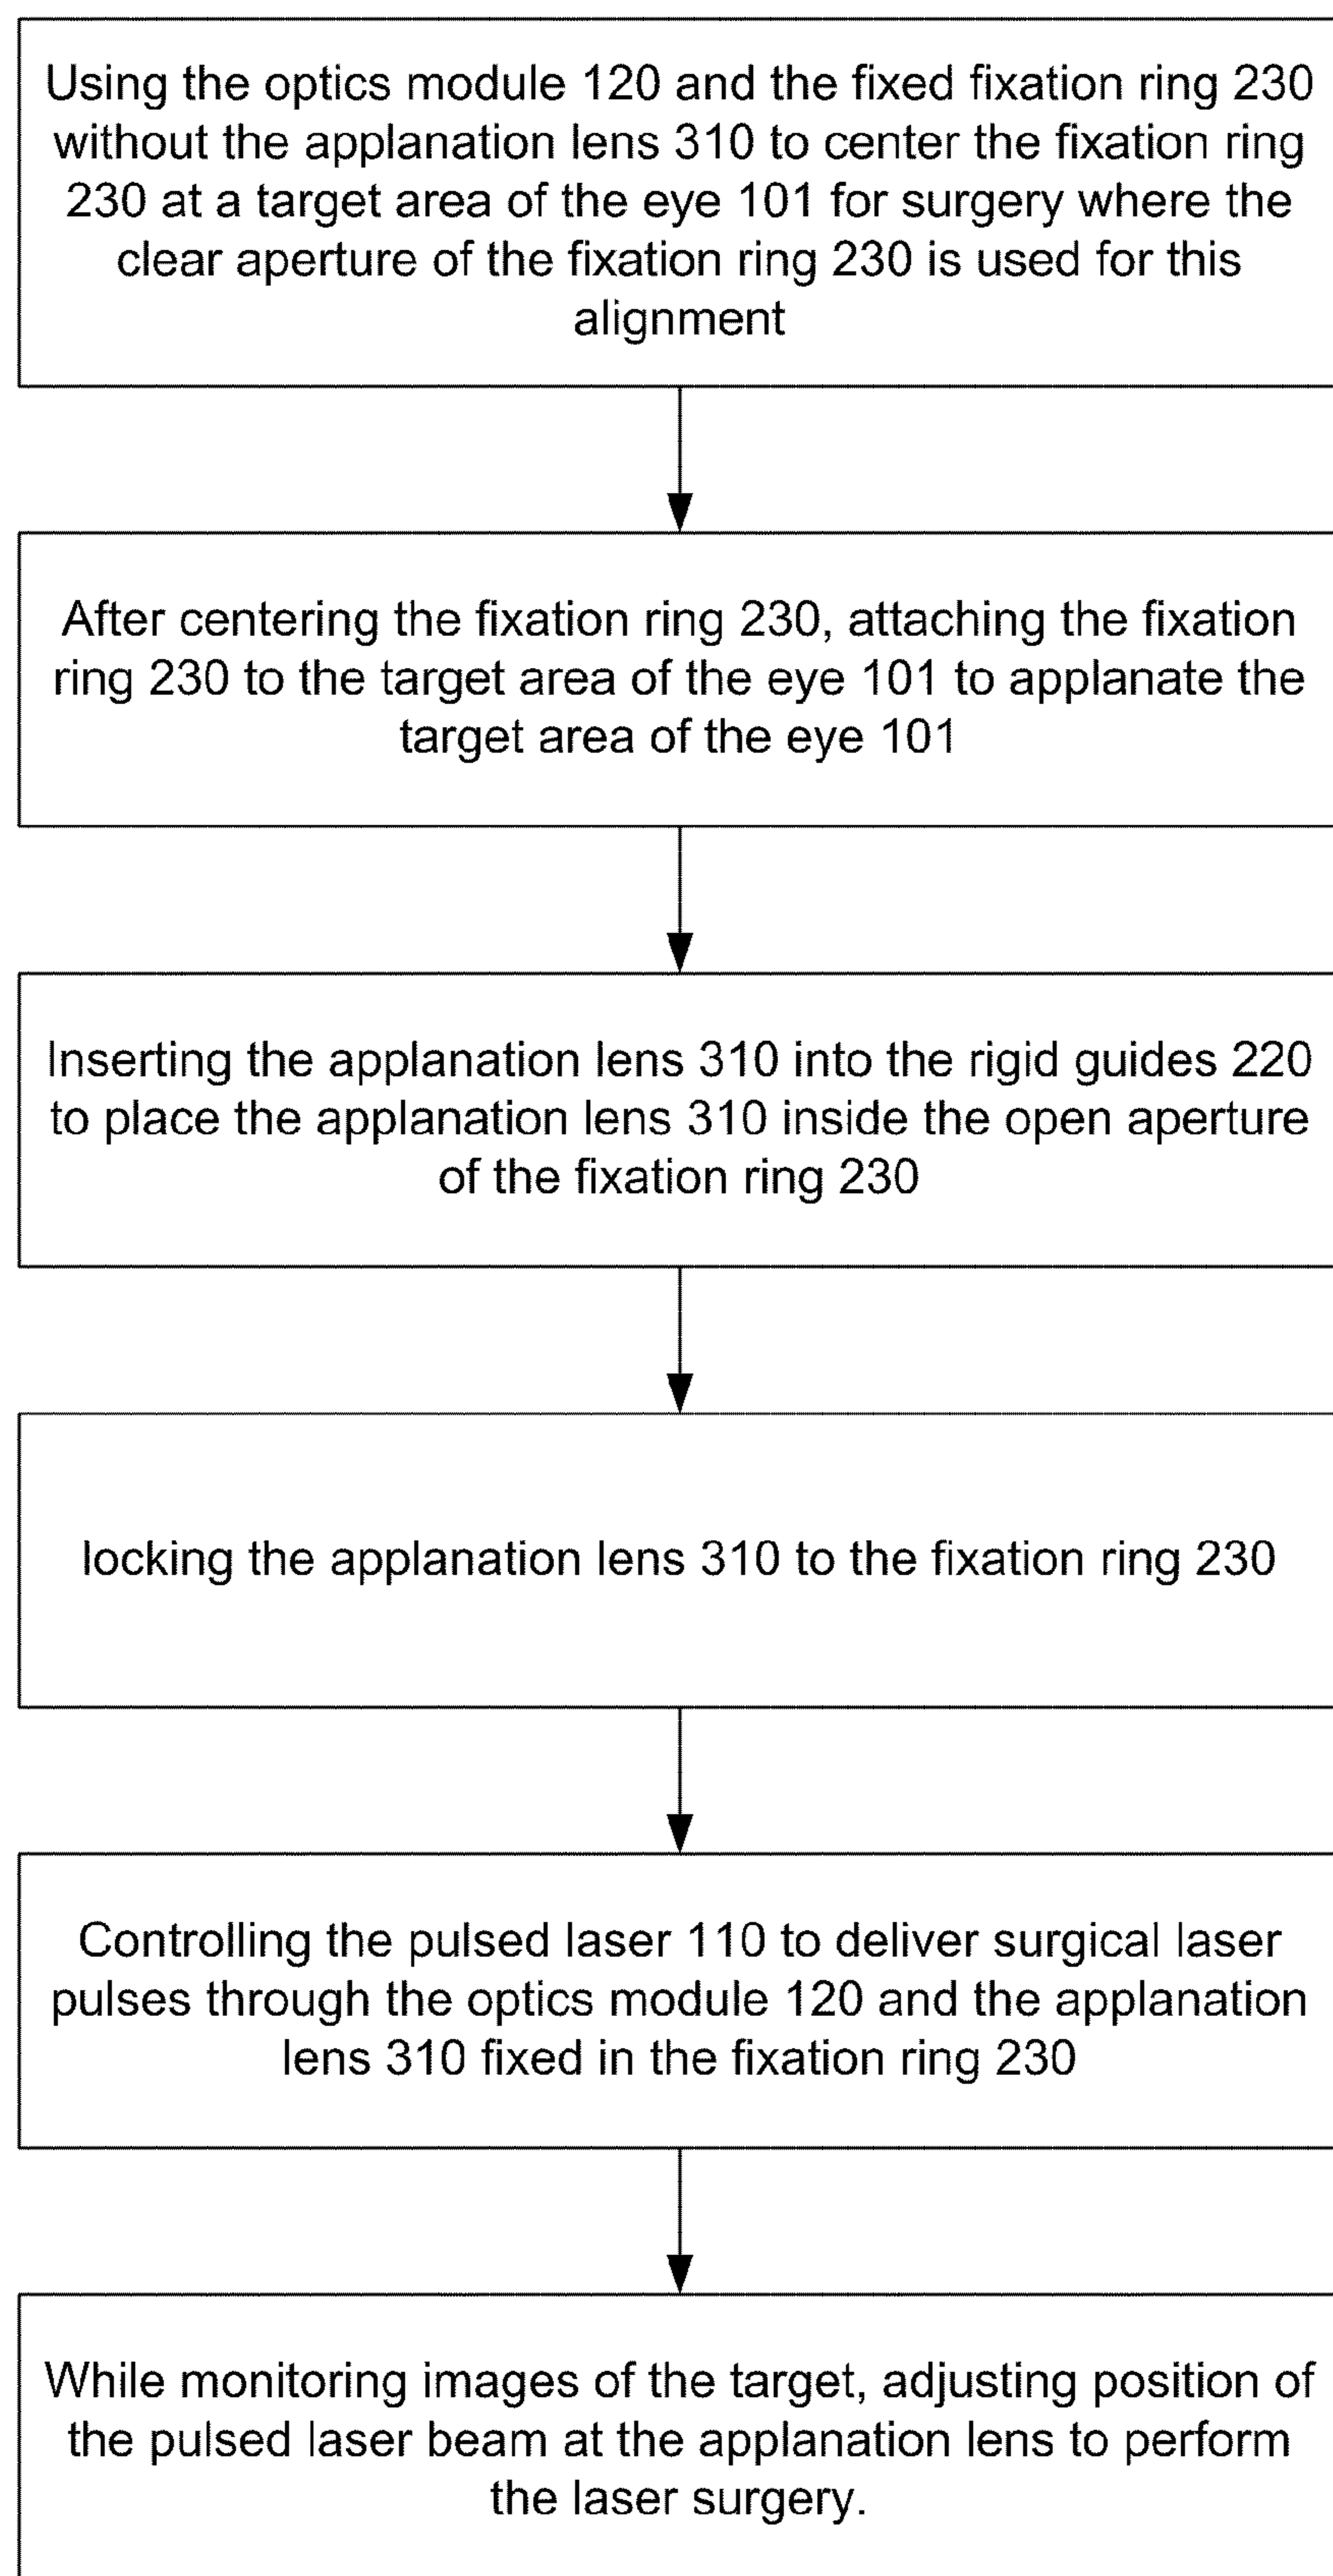 Using the optics module 120 and the fixed fixation ring 230
without the applanation lens 310 to center the fixation ring
230 at a target area of the eye 101 for surgery where the
clear aperture of the fixation ring 230 is used for this
alignment
After centering the fixation ring 230, attaching the fixation
ring 230 to the target area of the eye 101 to applanate the
target area of the eye 101
Inserting the applanation lens 310 into the rigid guides 220
to place the applanation lens 310 inside the open aperture
of the fixation ring 230
locking the applanation lens 310 to the fixation ring 230
Controlling the pulsed laser 110 to deliver surgical laser
pulses through the optics module 120 and the applanation
lens 310 fixed in the fixation ring 230
While monitoring images of the target, adjusting position of
the pulsed laser beam at the applanation lens to perform
the laser surgery.